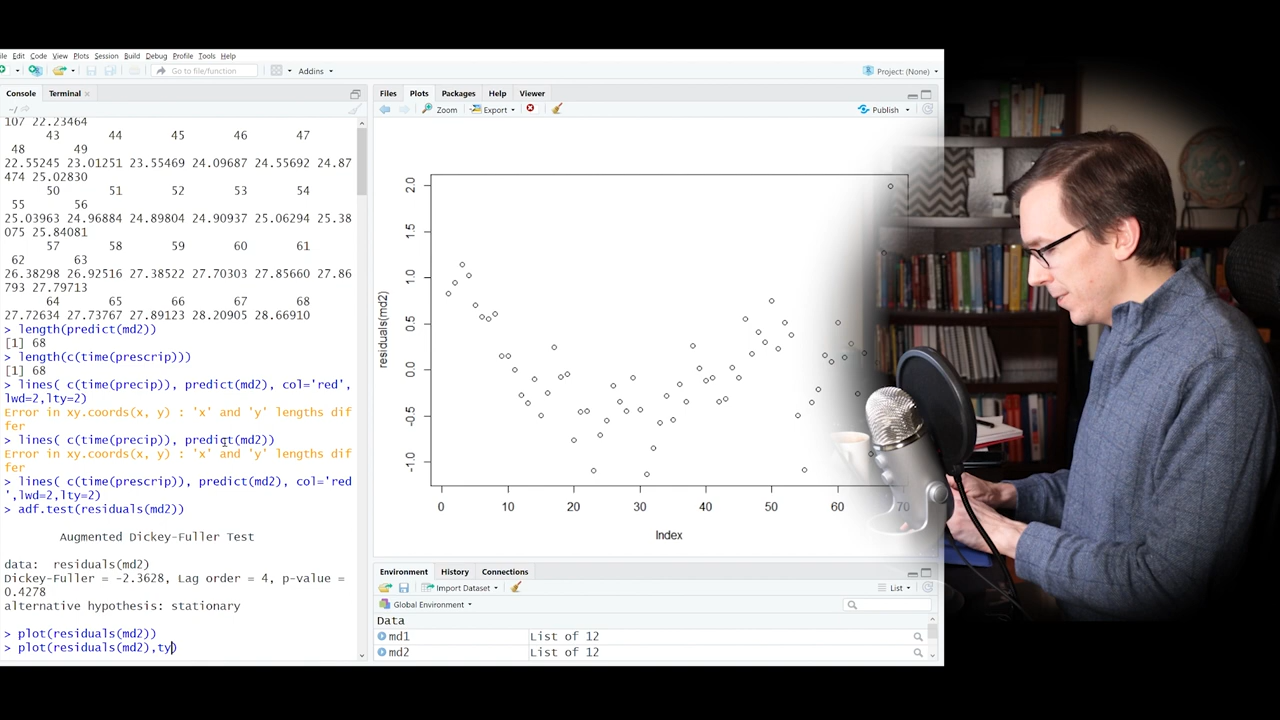 ile Edit Code View Plots Session Build Debug Profile Tools Help
Go to file/function
Addins
Project: (None)
Console Terminal
~/
107 22.23464
43 44 45 46 47
48 49
22.55245 23.01251 23.55469 24.09687 24.55692 24.87
474 25.02830
50 51 52 53 54
55 56
25.03963 24.96884 24.89804 24.90937 25.06294 25.38
075 25.84081
57 58 59 60 61
62 63
26.38298 26.92516 27.38522 27.70303 27.85660 27.86
793 27.79713
64 65 66 67 68
27.72634 27.73767 27.89123 28.20905 28.66910
> length(predict(md2))
[1] 68
> length(c(time(prescrip)))
[1] 68
> lines( c(time(precip)), predict(md2), col='red',
lwd=2,lty=2)
Error in xy.coords(x, y) : 'x' and 'y' lengths dif
fer
> lines( c(time(precip)), predict(md2))
Error in xy.coords(x, y) : 'x' and 'y' lengths dif
fer
> lines( c(time(prescrip)), predict(md2), col='red
',lwd=2,lty=2)
> adf.test(residuals(md2))
Augmented Dickey-Fuller Test
data: residuals(md2)
Dickey-Fuller = -2.3628, Lag order = 4, p-value =
0.4278
alternative hypothesis: stationary
> plot(residuals(md2))
> plot(residuals(md2),ty)
Files Plots Packages Help Viewer
Zoom Export Publish
2.0
1.5
1.0
0.5
0.0
-0.5
-1.0
residuals(md2)
0 10 20 30 40 50 60 70
Index
Environment History Connections
Import Dataset List
Global Environment
Data
md1 List of 12
md2 List of 12